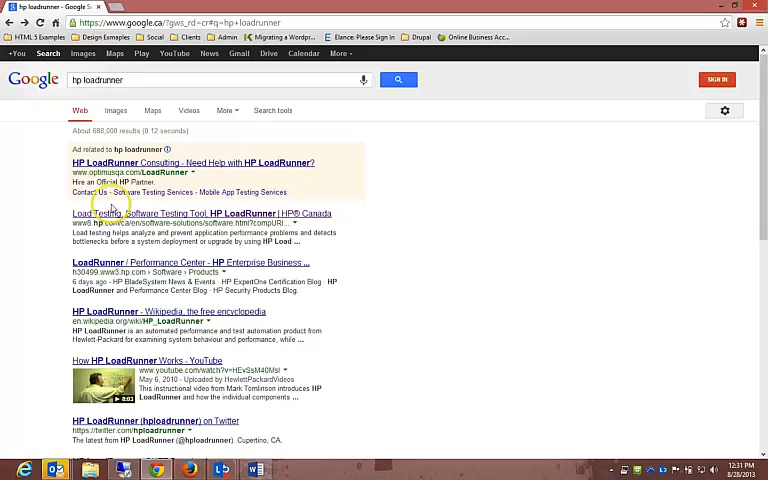 hp loadrunner - Google Se
https://www.google.ca/?gws_rd=cr#q=hp+loadrunner
HTML 5 Examples Design Exmaples Social Clients Admin Migrating a Wordpr... Elance: Please Sign In Drupal Online Business Acc...
+You Search Images Maps Play YouTube News Gmail Drive Calendar More
Google hp loadrunner SIGN IN
Web Images Maps Videos More Search tools
About 688,000 results (0.12 seconds)
Ad related to hp loadrunner
HP LoadRunner Consulting - Need Help with HP LoadRunner?
www.optimusqa.com/LoadRunner
Hire an Official HP Partner.
Contact Us - Software Testing Services - Mobile App Testing Services
Load Testing, Software Testing Tool, HP LoadRunner | HP® Canada
www8.hp.com/ca/en/software-solutions/software.html?compURI...
Load testing helps analyze and prevent application performance problems and detects
bottlenecks before a system deployment or upgrade by using HP Load ...
LoadRunner / Performance Center - HP Enterprise Business ...
h30499.www3.hp.com › Software › Products
6 days ago - HP BladeSystem News & Events · HP ExpertOne Certification Blog · HP
LoadRunner and Performance Center Blog · HP Security Products Blog.
HP LoadRunner - Wikipedia, the free encyclopedia
en.wikipedia.org/wiki/HP_LoadRunner
HP LoadRunner is an automated performance and test automation product from
Hewlett-Packard for examining system behaviour and performance, while ...
How HP LoadRunner Works - YouTube
www.youtube.com/watch?v=HEvSsM40MsI
May 6, 2010 - Uploaded by HewlettPackardVideos
This instructional video from Mark Tomlinson introduces HP
LoadRunner and how the individual components ...
8:03
HP LoadRunner (hploadrunner) on Twitter
https://twitter.com/hploadrunner
The latest from HP LoadRunner (@hploadrunner). Cupertino, CA.
12:31 PM
8/28/2013